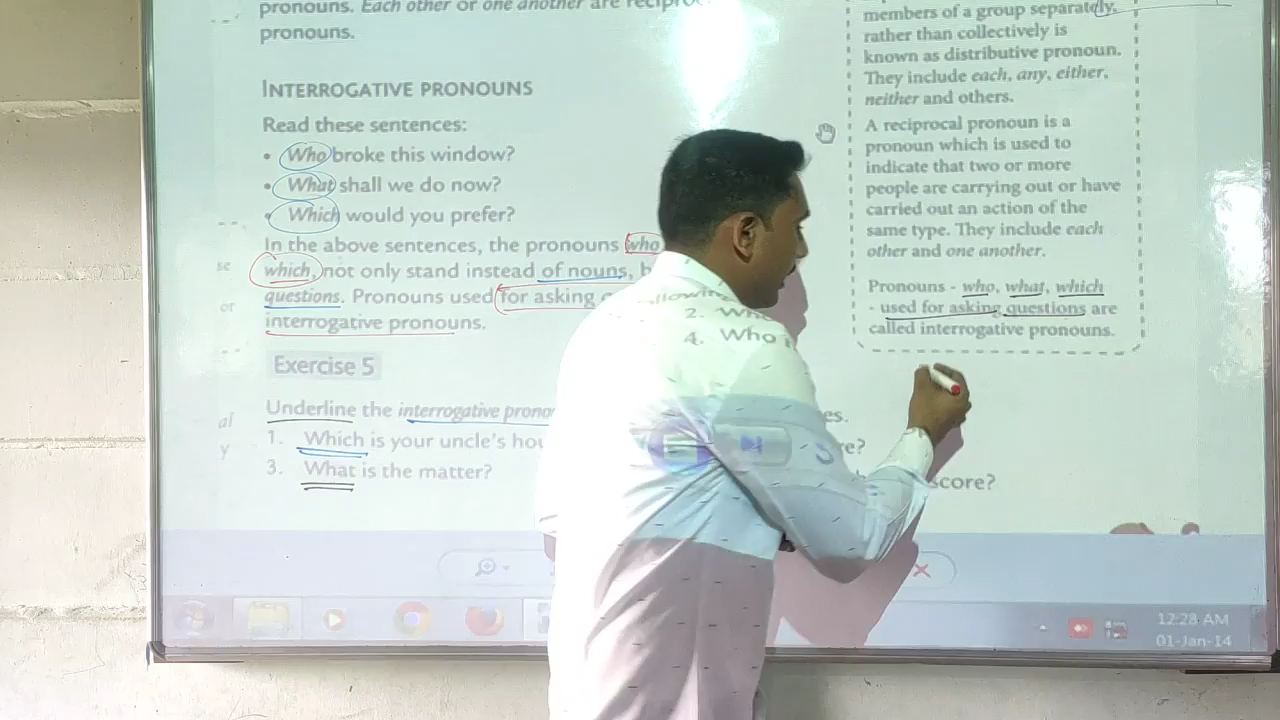 pronouns. Each other or one another are
pronouns.
INTERROGATIVE PRONOUNS
Read these sentences:
• Who broke this window?
• What shall we do now?
• Which would you prefer?
In the above sentences, the pronouns who
which, not only stand instead of nouns,
questions. Pronouns used for asking
interrogative pronouns.
Exercise 5
Underline the interrogative
1. Which is your uncle's
3. What is the matter?
2.
4. Who
score?
members of a group separately,
rather than collectively is
known as distributive pronoun.
They include each, any, either,
neither and others.
A reciprocal pronoun is a
pronoun which is used to
indicate that two or more
people are carrying out or have
carried out an action of the
same type. They include each
other and one another.
Pronouns - who, what, which
- used for asking questions are
called interrogative pronouns.
se
or
al
y
12:28 AM
01-Jan-14